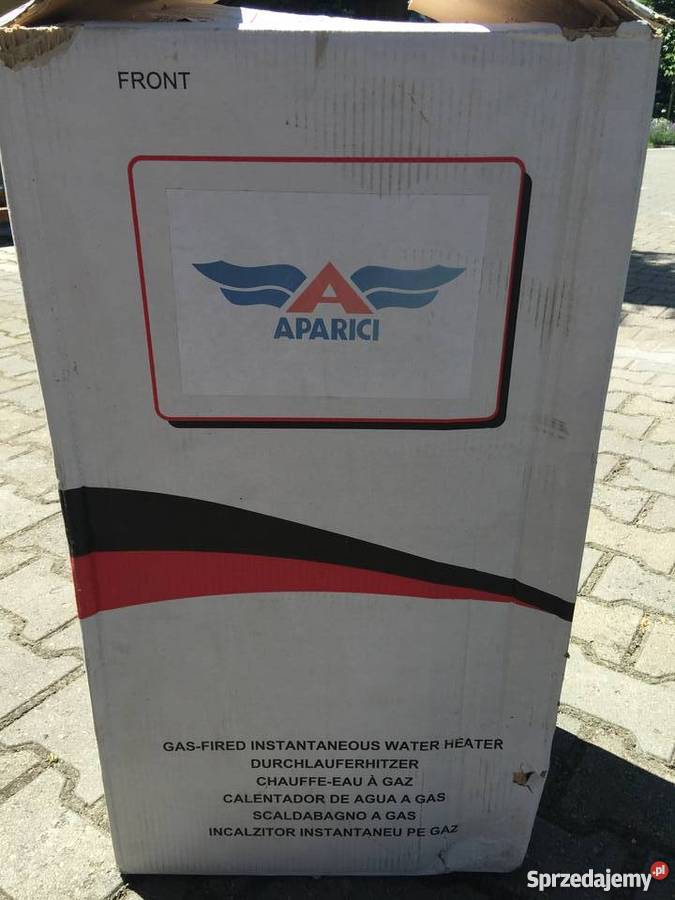 FRONT
A
APARICI
GAS-FIRED INSTANTANEOUS WATER HEATER
DURCHLAUFERHITZER
CHAUFFE-EAU À GAZ
CALENTADOR DE AGUA A GAS
SCALDABAGNO A GAS
INCALZITOR INSTANTANEU PE GAZ
Sprzedajemy.pl